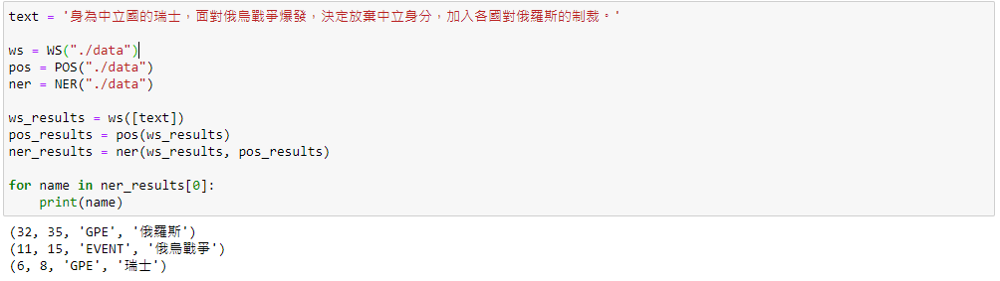 text = '身為中立國的瑞士，面對俄烏戰爭爆發，決定放棄中立身分，加入各國對俄羅斯的制裁。'
ws = WS("./data")
pos = POS("./data")
ner = NER("./data")
ws_results = ws([text])
pos_results = pos(ws_results)
ner_results = ner(ws_results, pos_results)
for name in ner_results[0]:
    print(name)
(32, 35, 'GPE', '俄羅斯')
(11, 15, 'EVENT', '俄烏戰爭')
(6, 8, 'GPE', '瑞士')